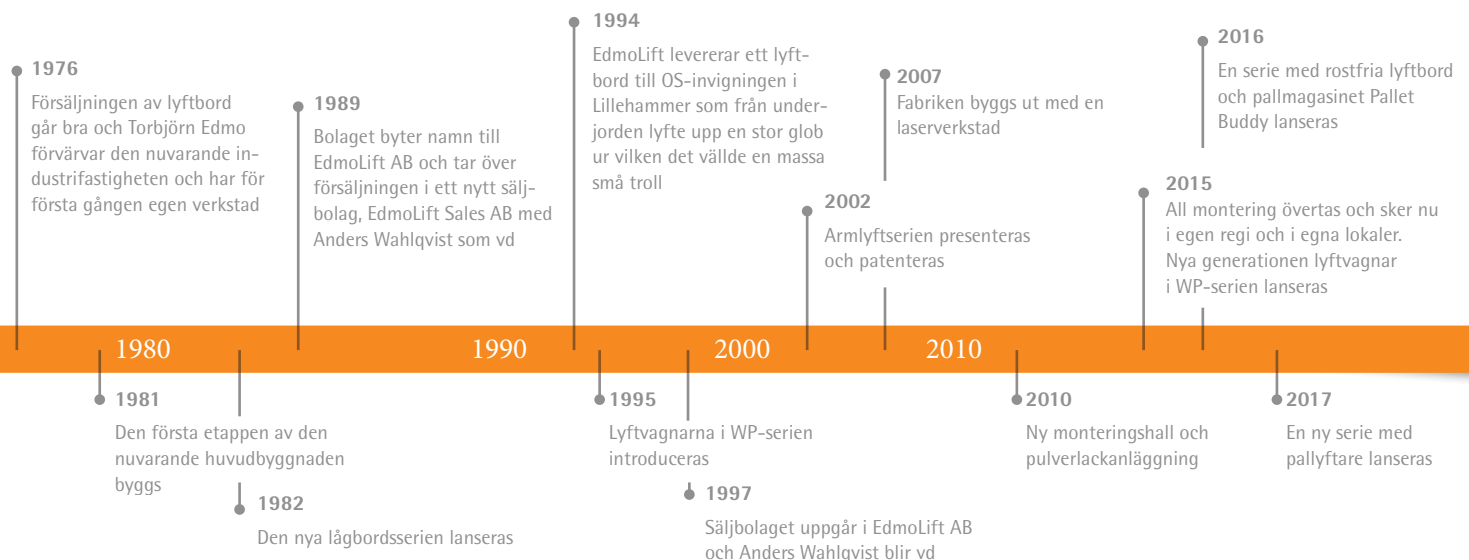 1976
Försäljningen av lyftbord
går bra och Torbjörn Edmo
förvärvar den nuvarande in-
dustrifastigheten och har för
första gången egen verkstad
1989
Bolaget byter namn till
EdmoLift AB och tar över
försäljningen i ett nytt sälj-
bolag, EdmoLift Sales AB med
Anders Wahlqvist som vd
1994
EdmoLift levererar ett lyft-
bord till OS-invigningen i
Lillehammer som från under-
jorden lyfte upp en stor glob
ur vilken det vällde en massa
små troll
2002
Armlyftserien presenteras
och patenteras
2007
Fabriken byggs ut med en
laserverkstad
2015
All montering övertas och sker nu
i egen regi och i egna lokaler.
Nya generationen lyftvagnar
i WP-serien lanseras
2016
En serie med rostfria lyftbord
och pallmagasinet Pallet
Buddy lanseras
1980
1990
2000
2010
1981
Den första etappen av den
nuvarande huvudbyggnaden
byggs
1982
Den nya lågbordsserien lanseras
1995
Lyftvagnarna i WP-serien
introduceras
1997
Säljbolaget uppgår i EdmoLift AB
och Anders Wahlqvist blir vd
2010
Ny monteringshall och
pulverlackanläggning
2017
En ny serie med
pallyftare lanseras